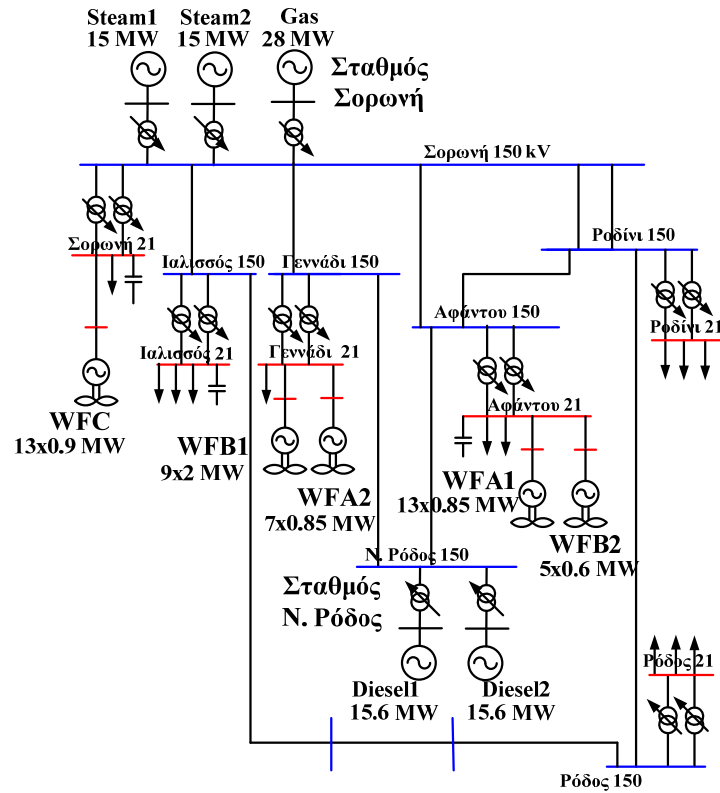 Steam1
15 MW
Steam2
15 MW
Gas
28 MW
Σταθμός
Σορωνή
Σορωνή 150 kV
Σορωνή 21
Ιαλισσός 150
Γεννάδι 150
Ροδίνι 150
Αφάντου 150
Ροδίνι 21
Ιαλισσός 21
Γεννάδι 21
Αφάντου 21
WFC
13x0.9 MW
WFB1
9x2 MW
WFA2
7x0.85 MW
WFA1
13x0.85 MW
WFB2
5x0.6 MW
Ν. Ρόδος 150
Σταθμός
Ν. Ρόδος
Diesel1
15.6 MW
Diesel2
15.6 MW
Ρόδος 21
Ρόδος 150